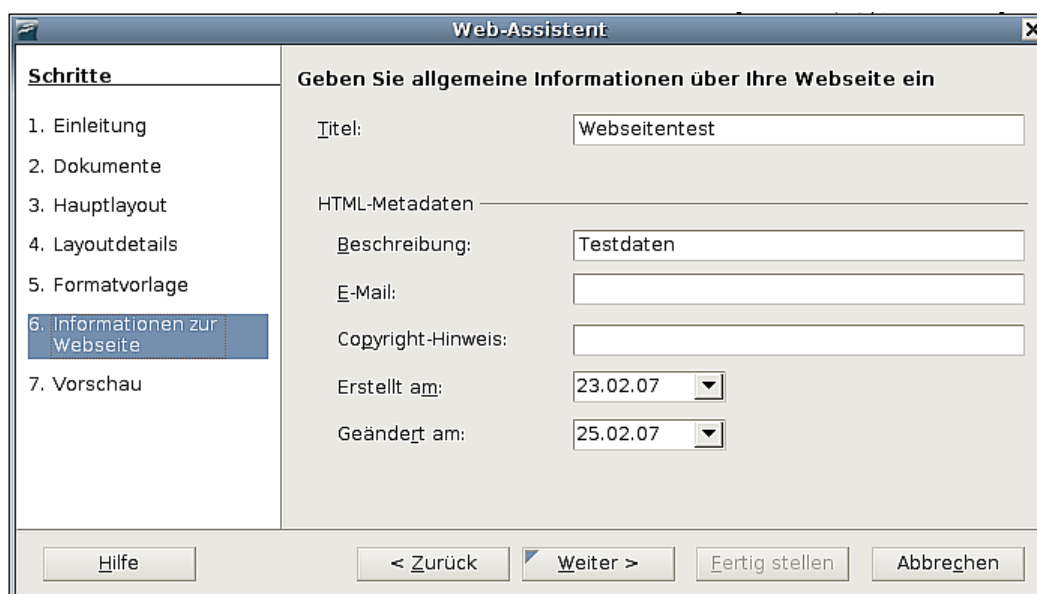 Web-Assistent
Schritte
1. Einleitung
2. Dokumente
3. Hauptlayout
4. Layoutdetails
5. Formatvorlage
6. Informationen zur
Webseite
7. Vorschau
Geben Sie allgemeine Informationen über Ihre Webseite ein
Titel: Webseitentest
HTML-Metadaten
Beschreibung: Testdaten
E-Mail:
Copyright-Hinweis:
Erstellt am: 23.02.07
Geändert am: 25.02.07
Hilfe < Zurück Weiter > Fertig stellen Abbrechen